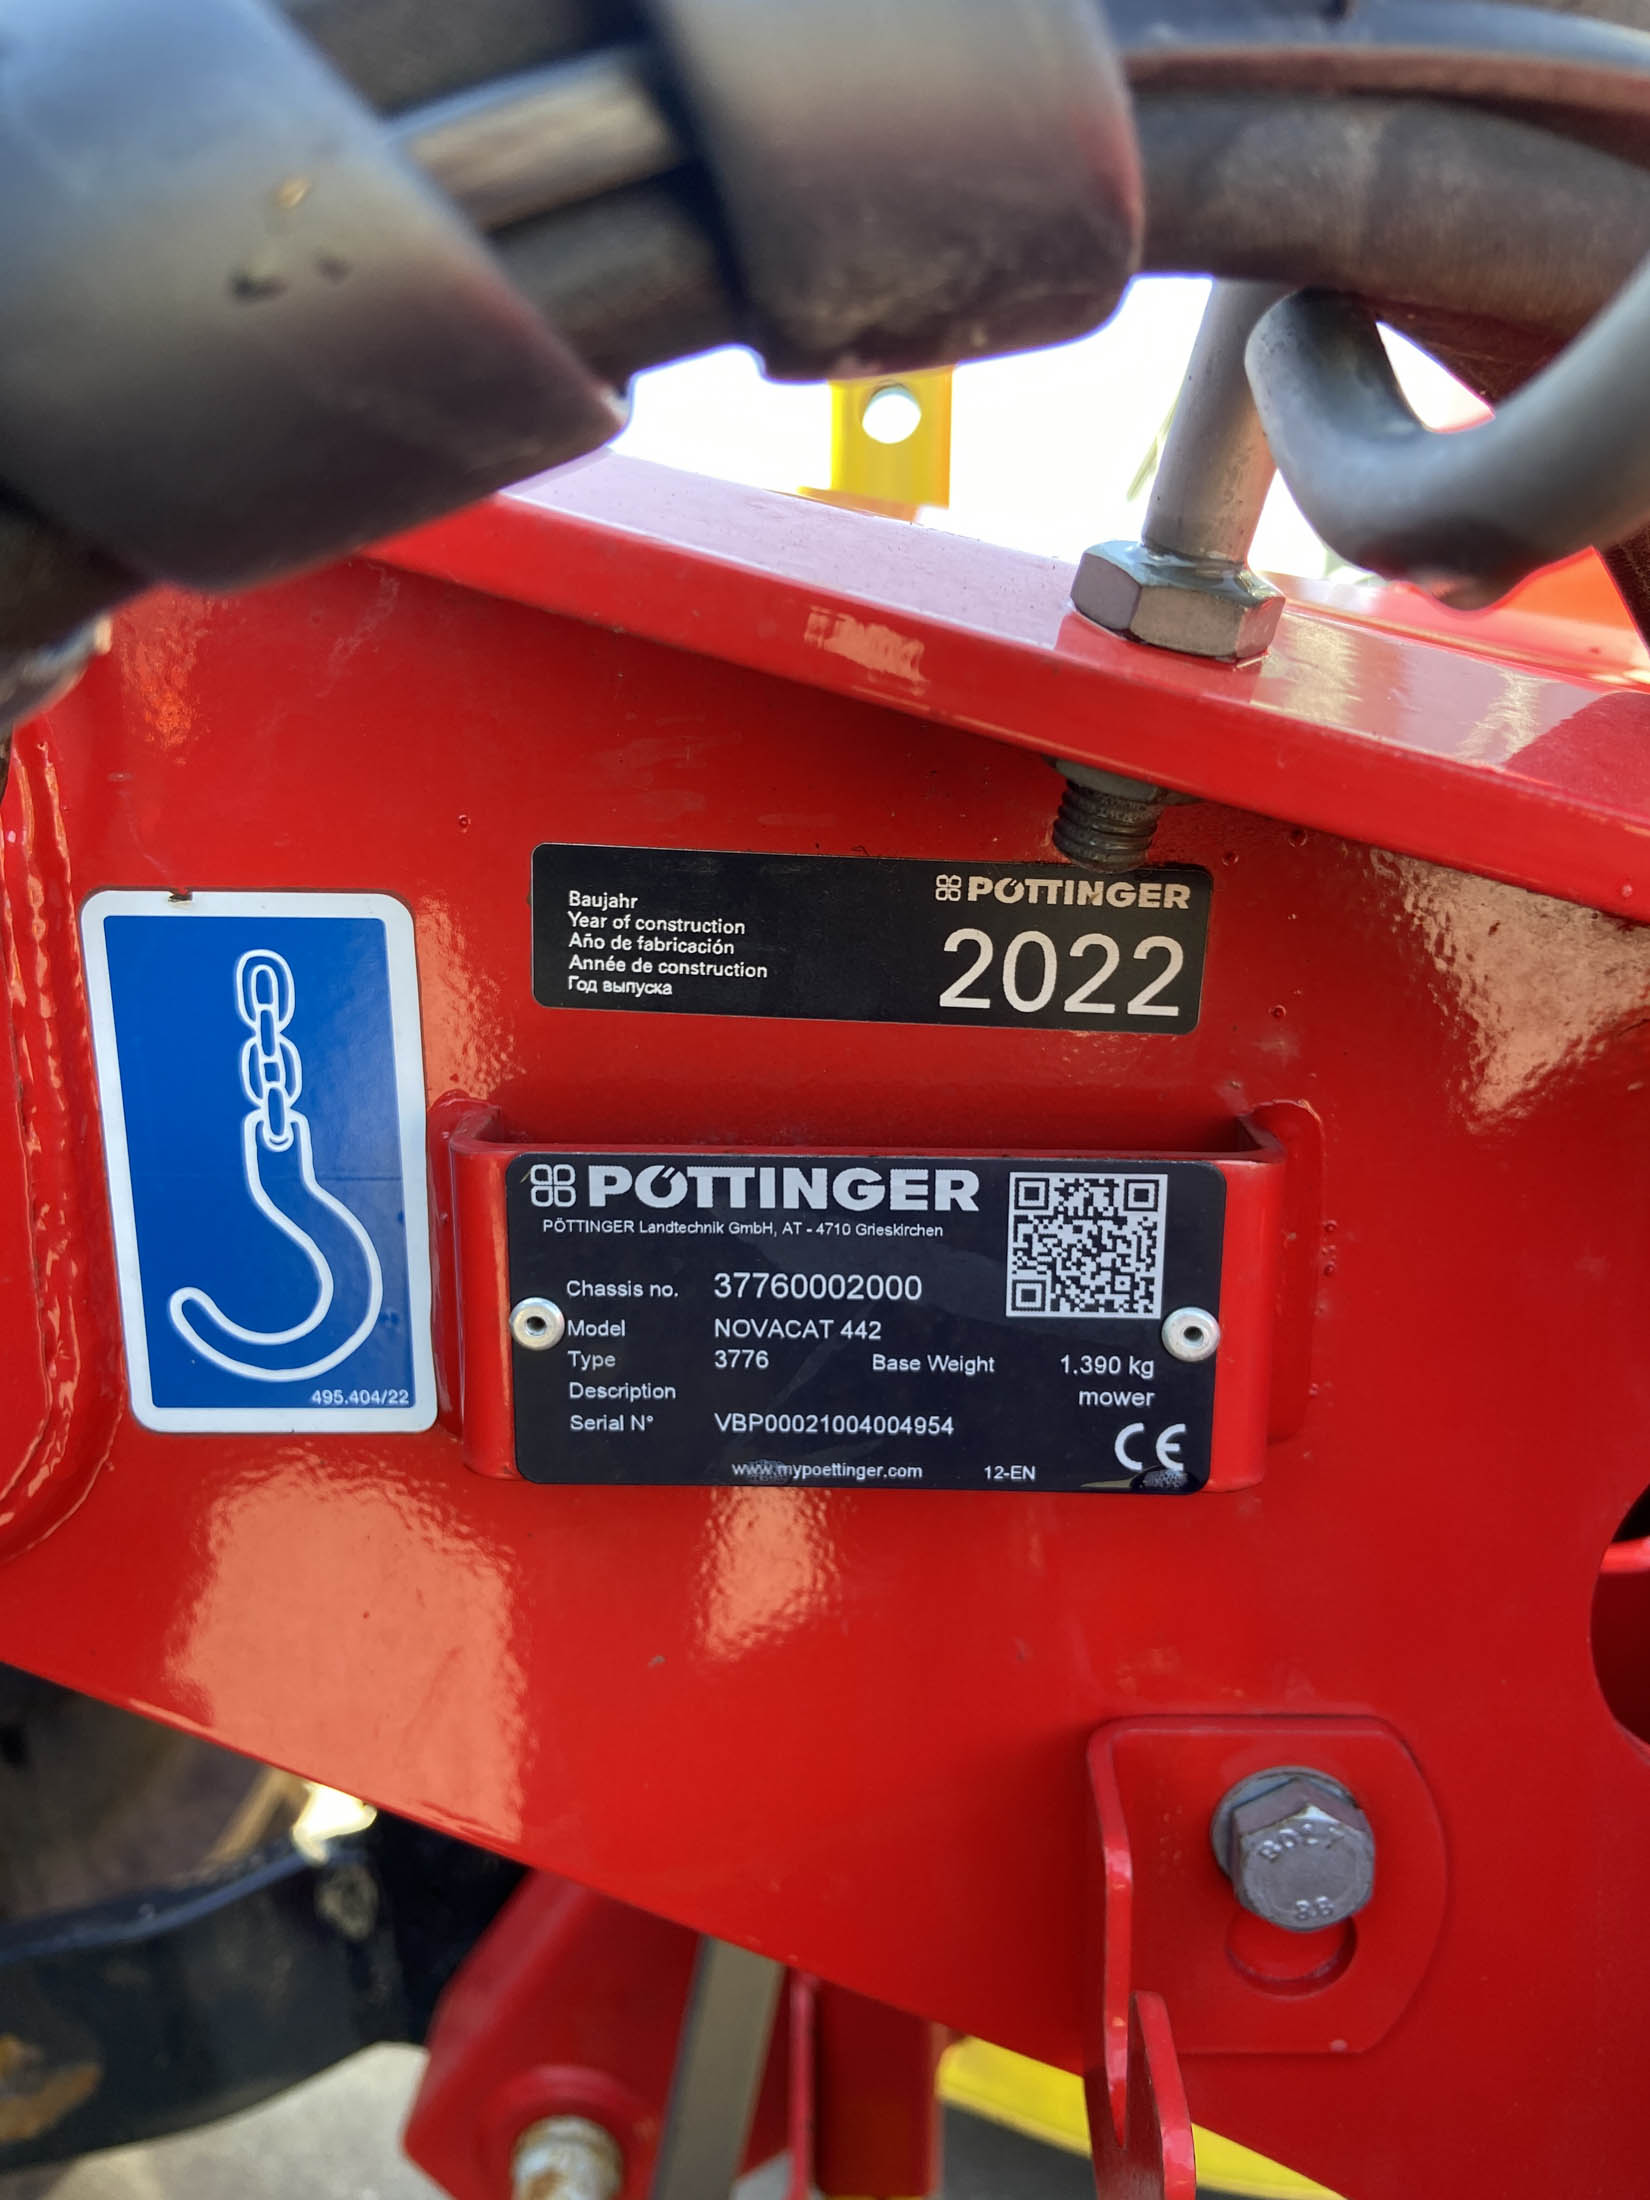 Baujahr
Year of construction
Año de fabricación
Année de construction
Год выпуска
PÖTTINGER
2022
495.404/22
PÖTTINGER
PÖTTINGER Landtechnik GmbH, AT - 4710 Grieskirchen
Chassis no. 37760002000
Model NOVACAT 442
Type 3776 Base Weight 1.390 kg
Description mower
Serial N° VBP00021004004954
CE
www.mypoettinger.com 12-EN